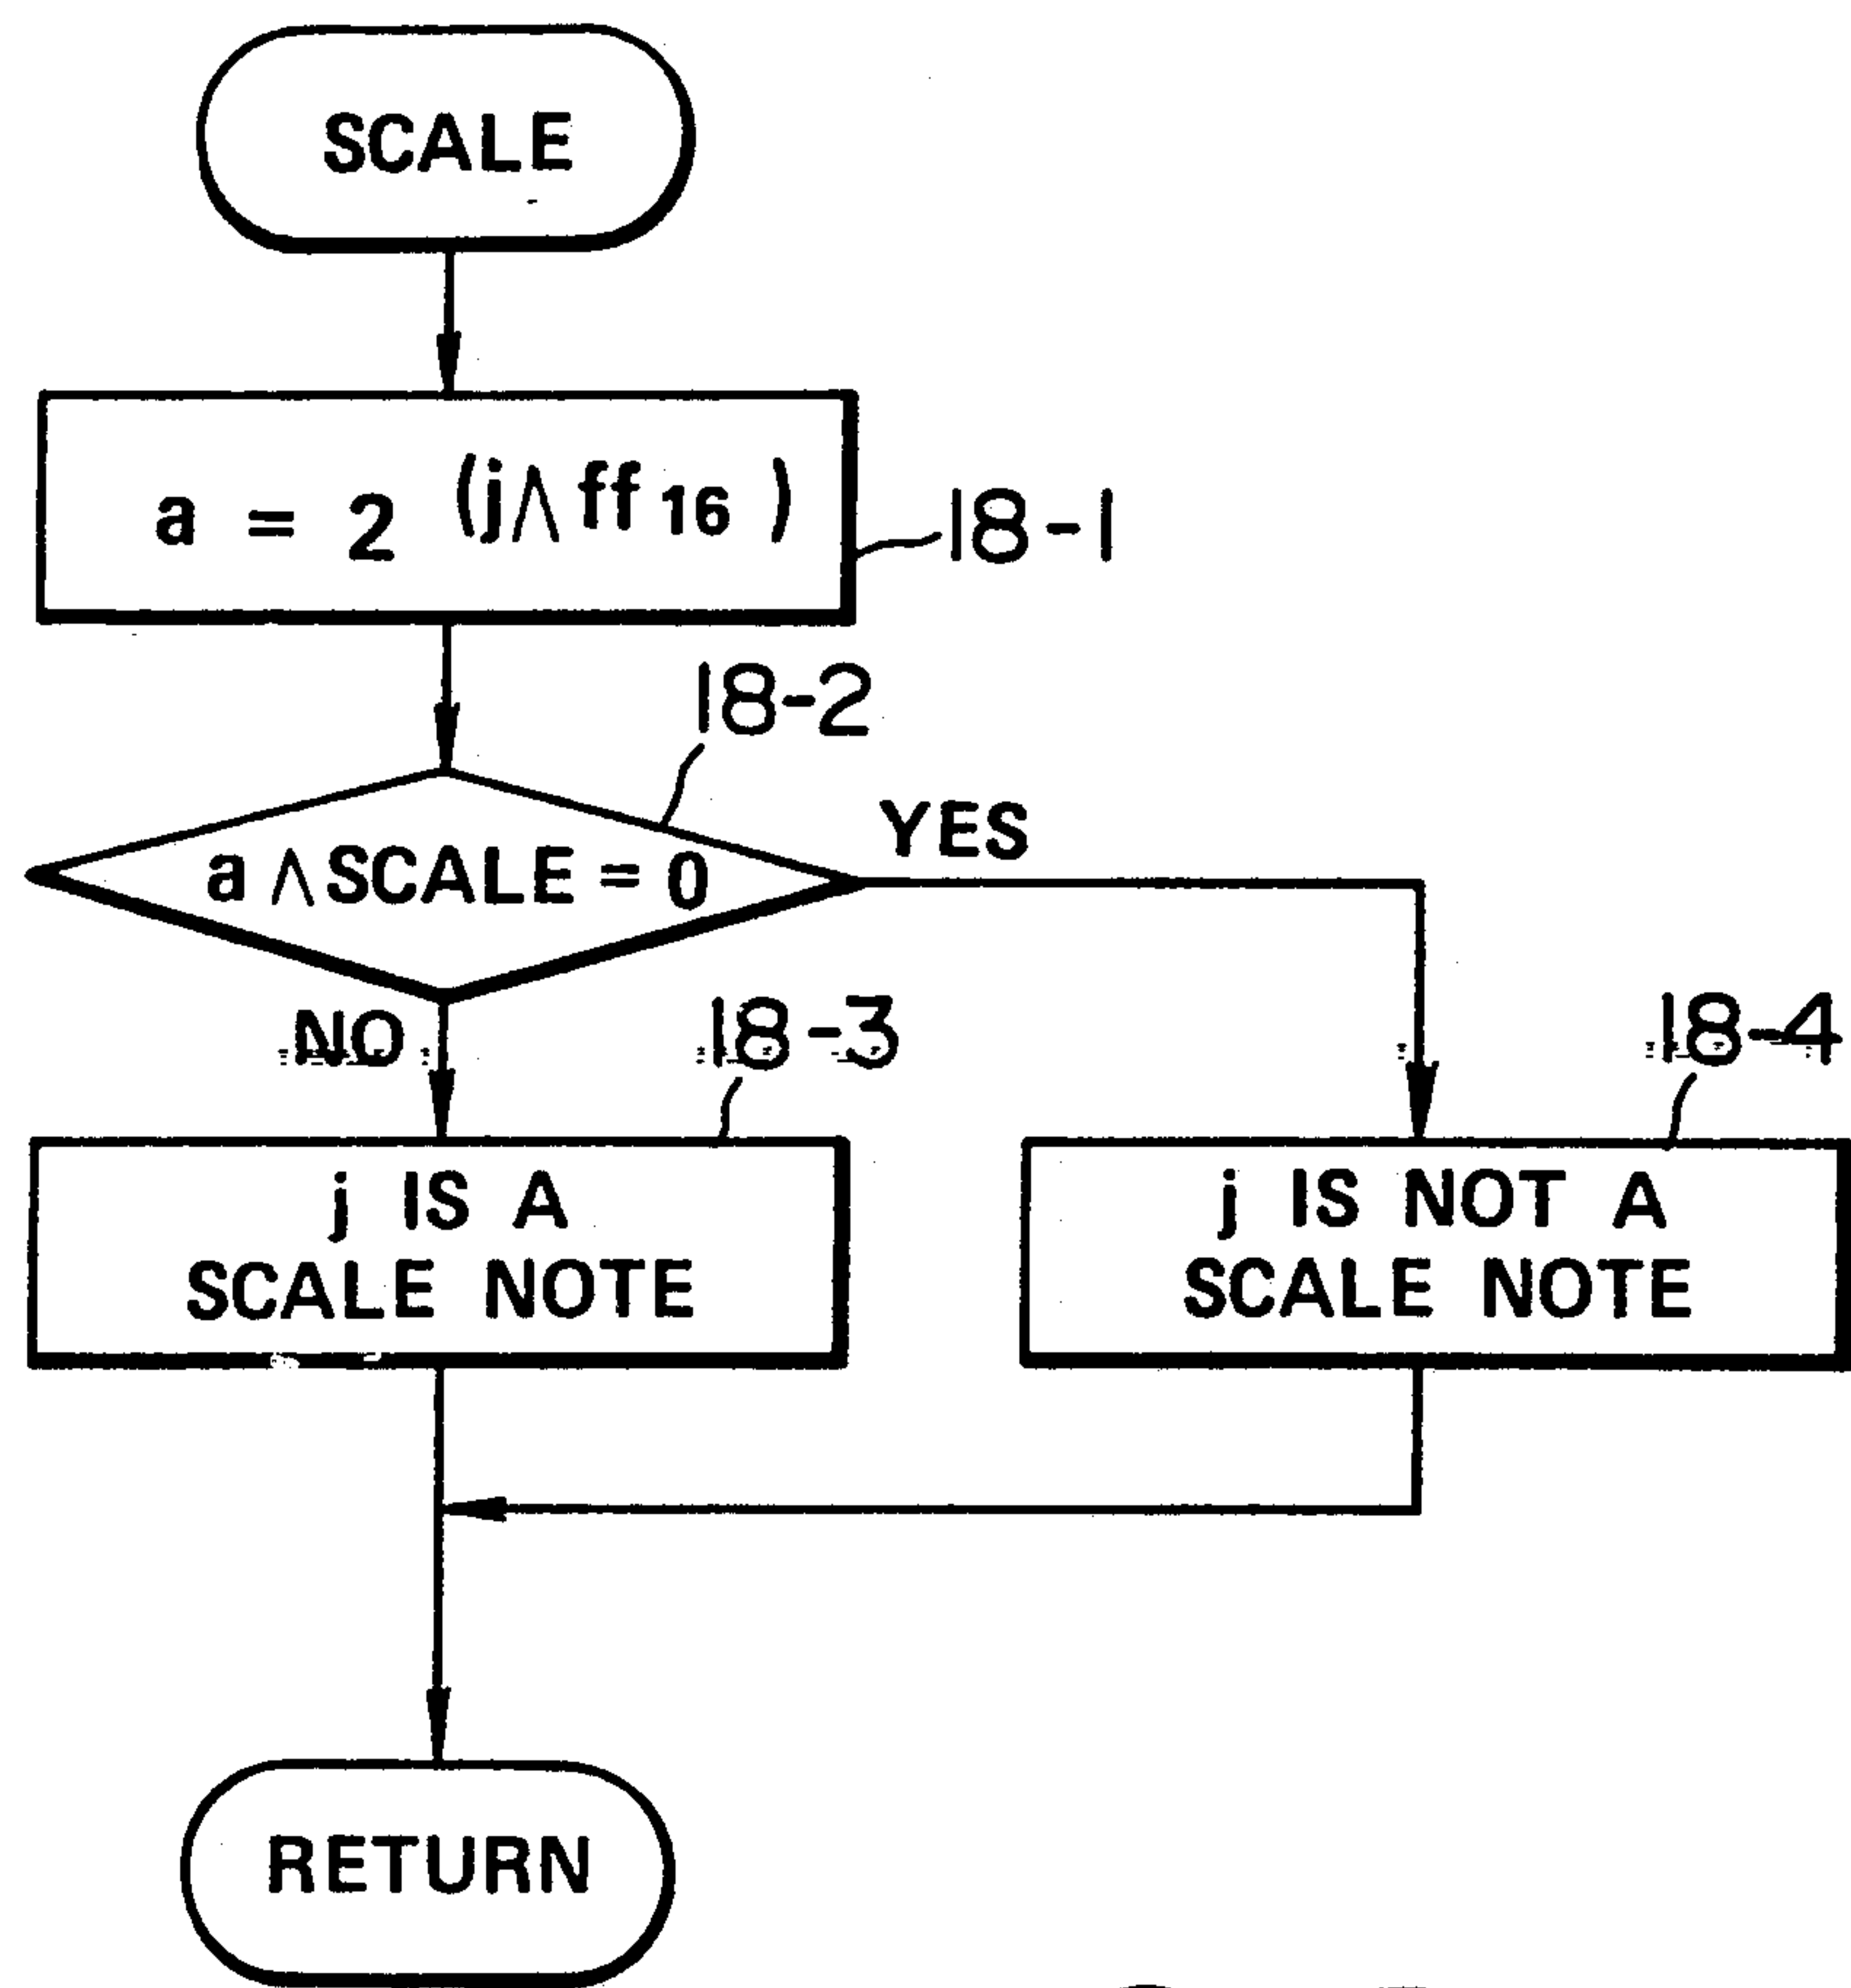 SCALE
a = 2 (j∧ff16)
18-1
18-2
a∧SCALE = 0
YES
NO
18-3
18-4
j IS A
SCALE NOTE
j IS NOT A
SCALE NOTE
RETURN